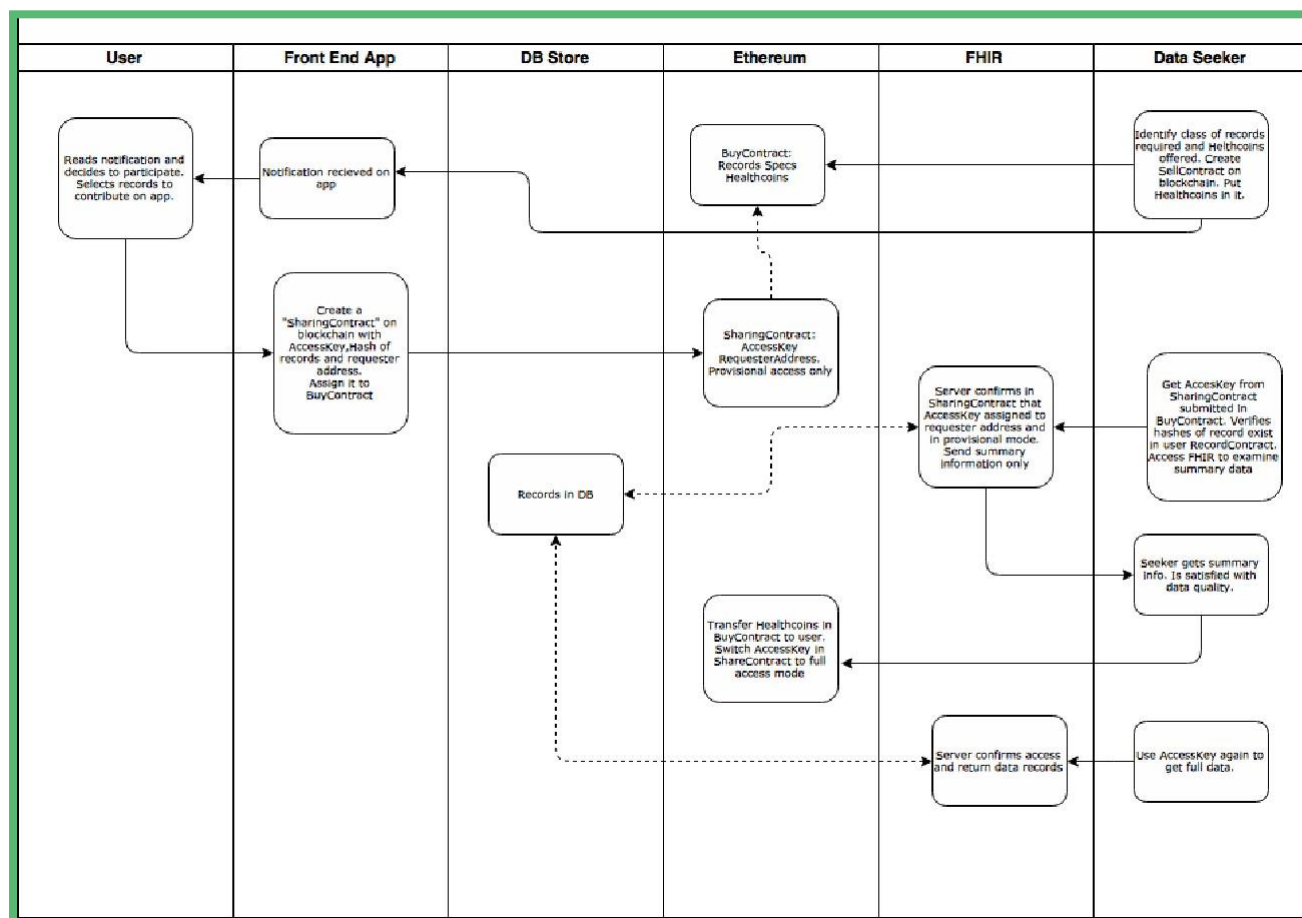 User
Front End App
DB Store
Ethereum
FHIR
Data Seeker
Reads notification and
decides to participate.
Selects records to
contribute on app.
Notification recieved on
app
BuyContract:
Records Specs
Healthcoins
Identify class of records
required and Helthcoins
offered. Create
SellContract on
blockchain. Put
Healthcoins in it.
Create a
"SharingContract" on
blockchain with
AccessKey,Hash of
records and requester
address.
Assign it to
BuyContract
SharingContract:
AccessKey
RequesterAddress.
Provisional access only
Server confirms in
SharingContract that
AccessKey assigned to
requester address and
in provisional mode.
Send summary
information only
Get AccesKey from
SharingContract
submitted in
BuyContract. Verifies
hashes of record exist
in user RecordContract.
Access FHIR to examine
summary data
Records in DB
Seeker gets summary
info. Is satisfied with
data quality.
Transfer Healthcoins in
BuyContract to user.
Switch AccessKey in
ShareContract to full
access mode
Server confirms access
and return data records
Use AccessKey again to
get full data.